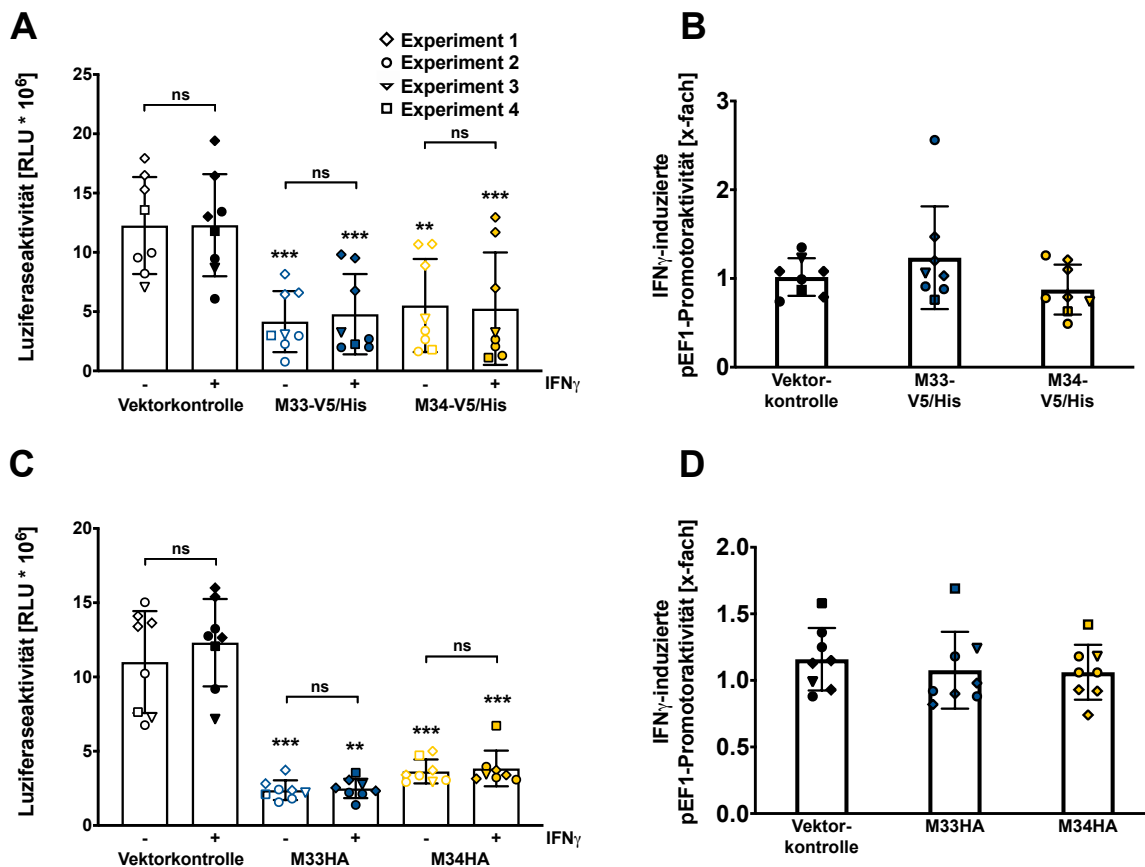 A
Experiment 1
Experiment 2
Experiment 3
Experiment 4
Luziferaseaktivität [RLU * 10⁶]
25
20
15
10
5
0
ns
ns
ns
***
***
**
***
- + - + - + IFNγ
Vektorkontrolle M33-V5/His M34-V5/His
B
IFNγ-induzierte
pEF1-Promotoraktivität [x-fach]
3
2
1
0
Vektor-
kontrolle
M33-
V5/His
M34-
V5/His
C
Luziferaseaktivität [RLU * 10⁶]
20
15
10
5
0
ns
ns
ns
***
**
***
***
- + - + - + IFNγ
Vektorkontrolle M33HA M34HA
D
IFNγ-induzierte
pEF1-Promotoraktivität [x-fach]
2.0
1.5
1.0
0.5
0.0
Vektor-
kontrolle
M33HA
M34HA